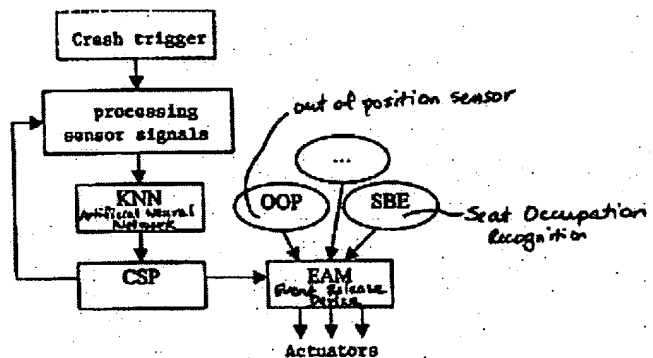 Crash trigger
processing
sensor signals
out of position sensor
...
KNN
Artificial Neural
Network
OOP
SBE
Seat Occupation
Recognition
CSP
EAM
Event Release
Device
Actuators